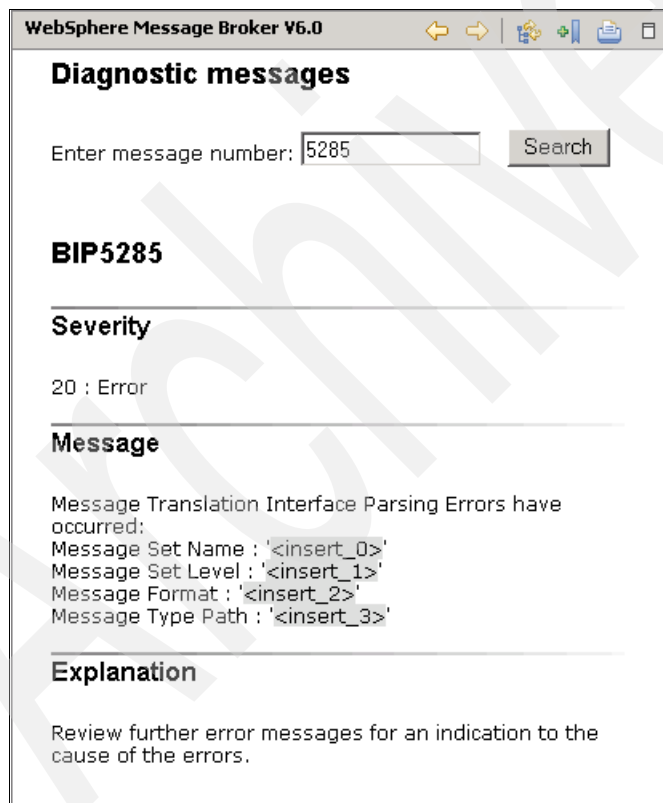 WebSphere Message Broker V6.0
Diagnostic messages
Enter message number: 5285 Search
BIP5285
Severity
20 : Error
Message
Message Translation Interface Parsing Errors have
occurred:
Message Set Name : '<insert_0>'
Message Set Level : '<insert_1>'
Message Format : '<insert_2>'
Message Type Path : '<insert_3>'
Explanation
Review further error messages for an indication to the
cause of the errors.